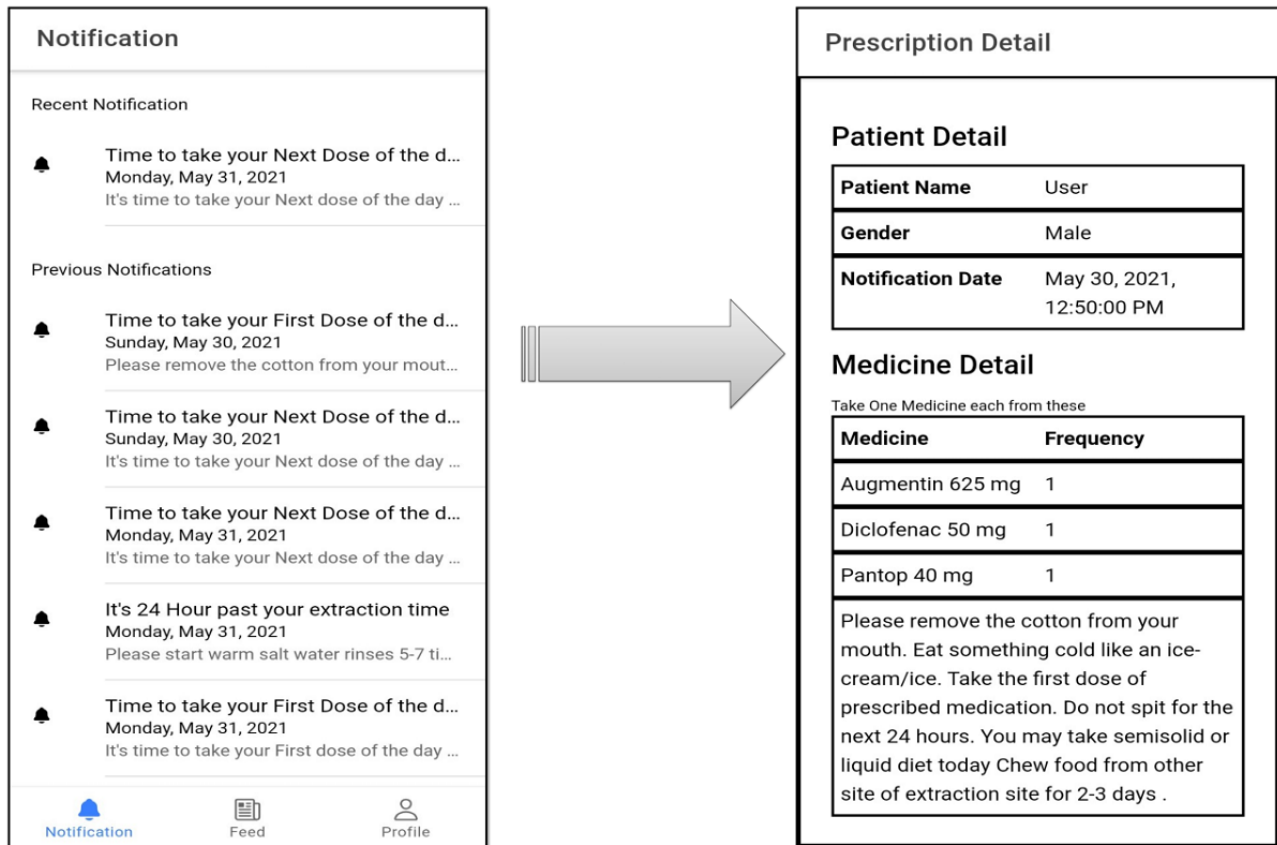 Notification
Recent Notification
Time to take your Next Dose of the d...
Monday, May 31, 2021
It's time to take your Next dose of the day ...
Previous Notifications
Time to take your First Dose of the d...
Sunday, May 30, 2021
Please remove the cotton from your mout...
Time to take your Next Dose of the d...
Sunday, May 30, 2021
It's time to take your Next dose of the day ...
Time to take your Next Dose of the d...
Monday, May 31, 2021
It's time to take your Next dose of the day ...
It's 24 Hour past your extraction time
Monday, May 31, 2021
Please start warm salt water rinses 5-7 ti...
Time to take your First Dose of the d...
Monday, May 31, 2021
It's time to take your First dose of the day ...
Notification Feed Profile
Prescription Detail
Patient Detail
Patient Name User
Gender Male
Notification Date May 30, 2021,
12:50:00 PM
Medicine Detail
Take One Medicine each from these
Medicine Frequency
Augmentin 625 mg 1
Diclofenac 50 mg 1
Pantop 40 mg 1
Please remove the cotton from your
mouth. Eat something cold like an ice-
cream/ice. Take the first dose of
prescribed medication. Do not spit for the
next 24 hours. You may take semisolid or
liquid diet today Chew food from other
site of extraction site for 2-3 days .